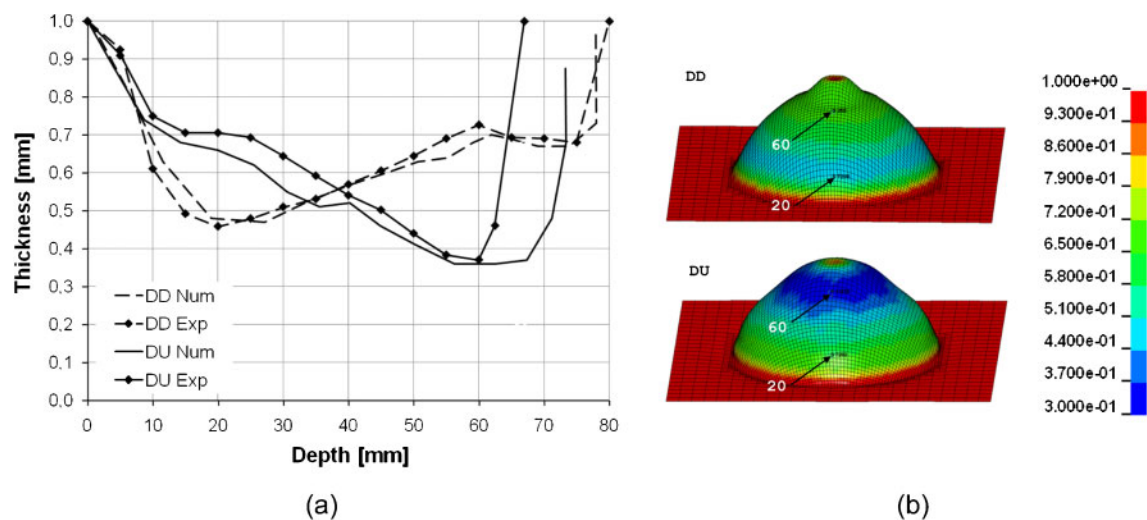 Thickness [mm]
1.0
0,9
0.8
0.7
0.6
0.5
0.4
0.3
0.2
0.1
0.0
DD Num
DD Exp
DU Num
DU Exp
0 10 20 30 40 50 60 70 80
Depth [mm]
(a)
DD
60
20
DU
60
20
1.000e+00
9.300e-01
8.600e-01
7.900e-01
7.200e-01
6.500e-01
5.800e-01
5.100e-01
4.400e-01
3.700e-01
3.000e-01
(b)